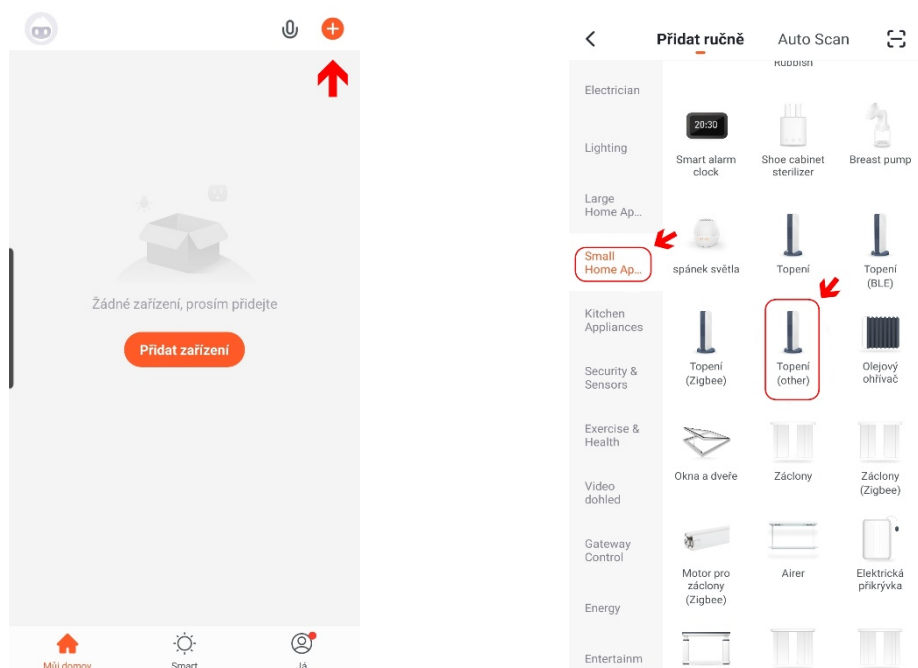 Žádné zařízení, prosím přidejte
Přidat zařízení
Můj domov
Smart
Já
Přidat ručně
Auto Scan
Rubbish
Electrician
Lighting
Large
Home Ap...
Small
Home Ap...
Kitchen
Appliances
Security &
Sensors
Exercise &
Health
Video
dohled
Gateway
Control
Energy
Entertainm
20:30
Smart alarm
clock
Shoe cabinet
sterilizer
Breast pump
spánek světla
Topení
Topení
(BLE)
Topení
(Zigbee)
Topení
(other)
Olejový
ohřívač
Okna a dveře
Záclony
Záclony
(Zigbee)
Motor pro
záclony
(Zigbee)
Airer
Elektrická
přikrývka